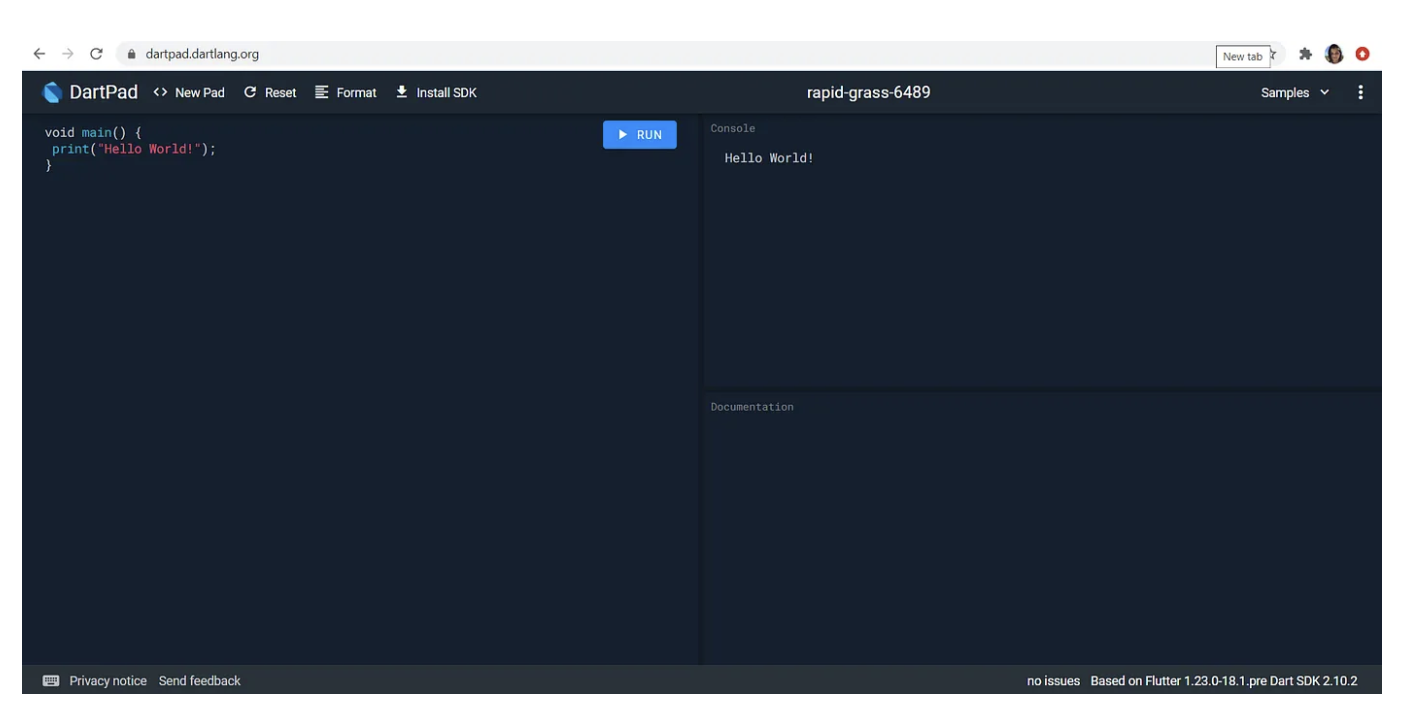 dartpad.dartlang.org
New tab
DartPad <> New Pad Reset Format Install SDK rapid-grass-6489 Samples
void main() {
 print("Hello World!");
}
RUN
Console
Hello World!
Documentation
Privacy notice Send feedback no issues Based on Flutter 1.23.0-18.1.pre Dart SDK 2.10.2